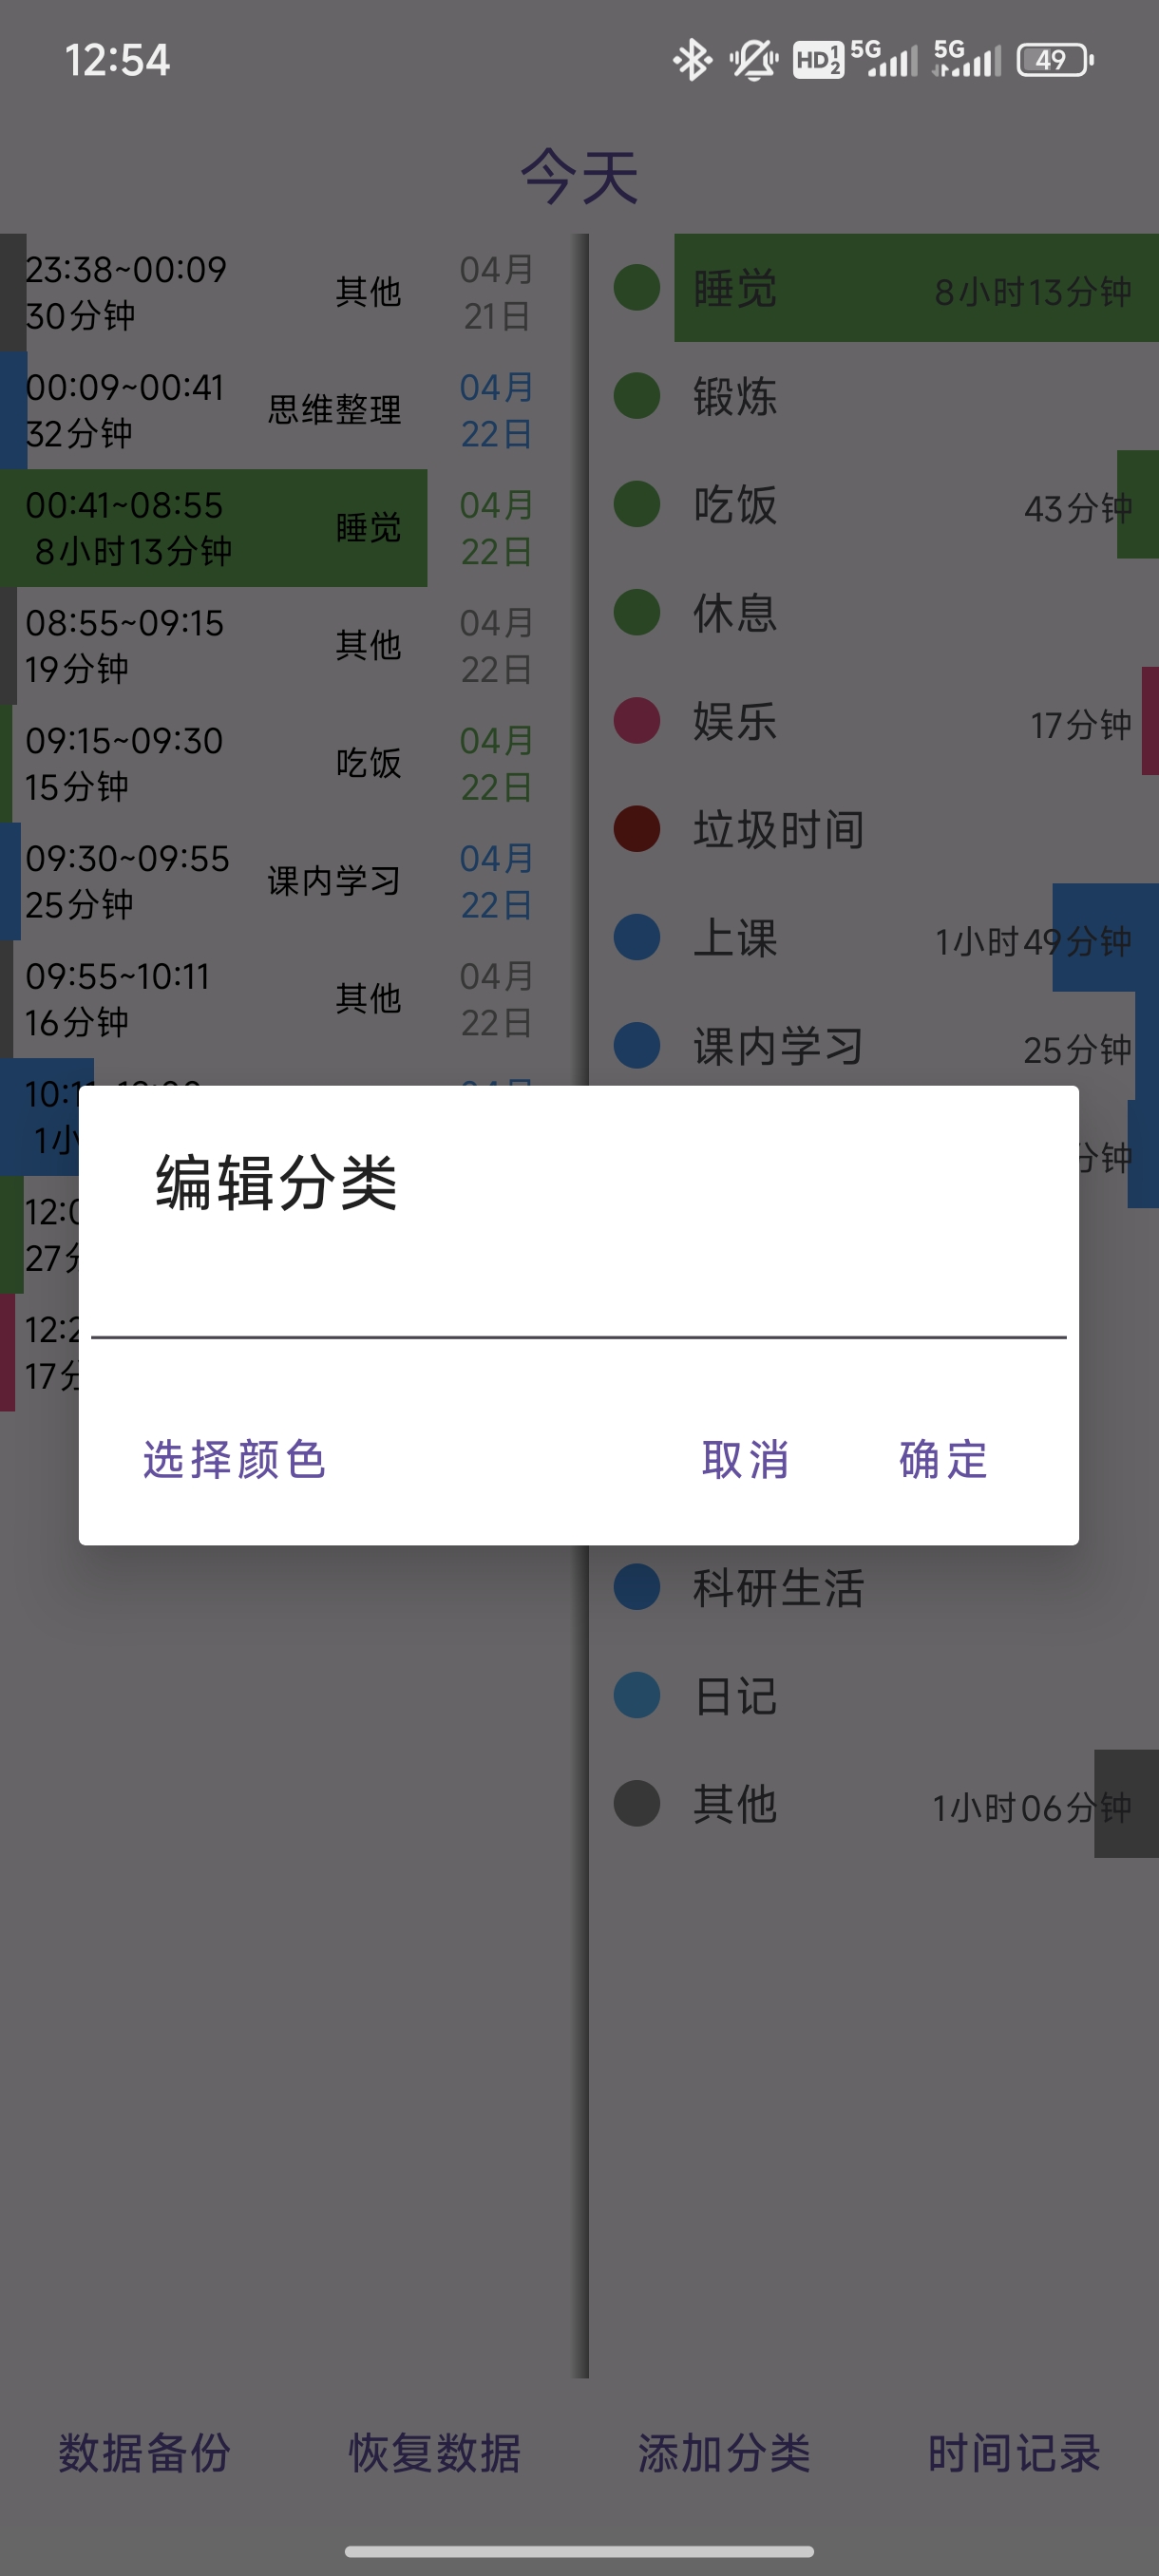 12:54
HD 1 2 5G 5G 49
今天
23:38~00:09
30分钟
其他
04月
21日
00:09~00:41
32分钟
思维整理
04月
22日
00:41~08:55
8小时13分钟
睡觉
04月
22日
08:55~09:15
19分钟
其他
04月
22日
09:15~09:30
15分钟
吃饭
04月
22日
09:30~09:55
25分钟
课内学习
04月
22日
09:55~10:11
16分钟
其他
04月
22日
10:11
1小
12:0
27分
12:2
17分
睡觉 8小时13分钟
锻炼
吃饭 43分钟
休息
娱乐 17分钟
垃圾时间
上课 1小时49分钟
课内学习 25分钟
分钟
编辑分类
选择颜色 取消 确定
科研生活
日记
其他 1小时06分钟
数据备份 恢复数据 添加分类 时间记录